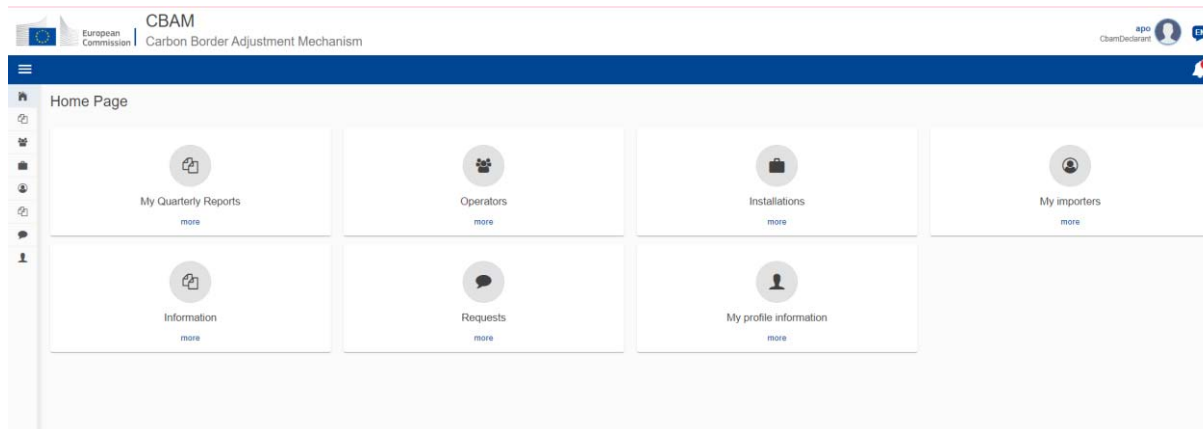 European
Commission
CBAM
Carbon Border Adjustment Mechanism
apo
CbamDeclarant
Home Page
My Quarterly Reports
more
Operators
more
Installations
more
My importers
more
Information
more
Requests
more
My profile information
more